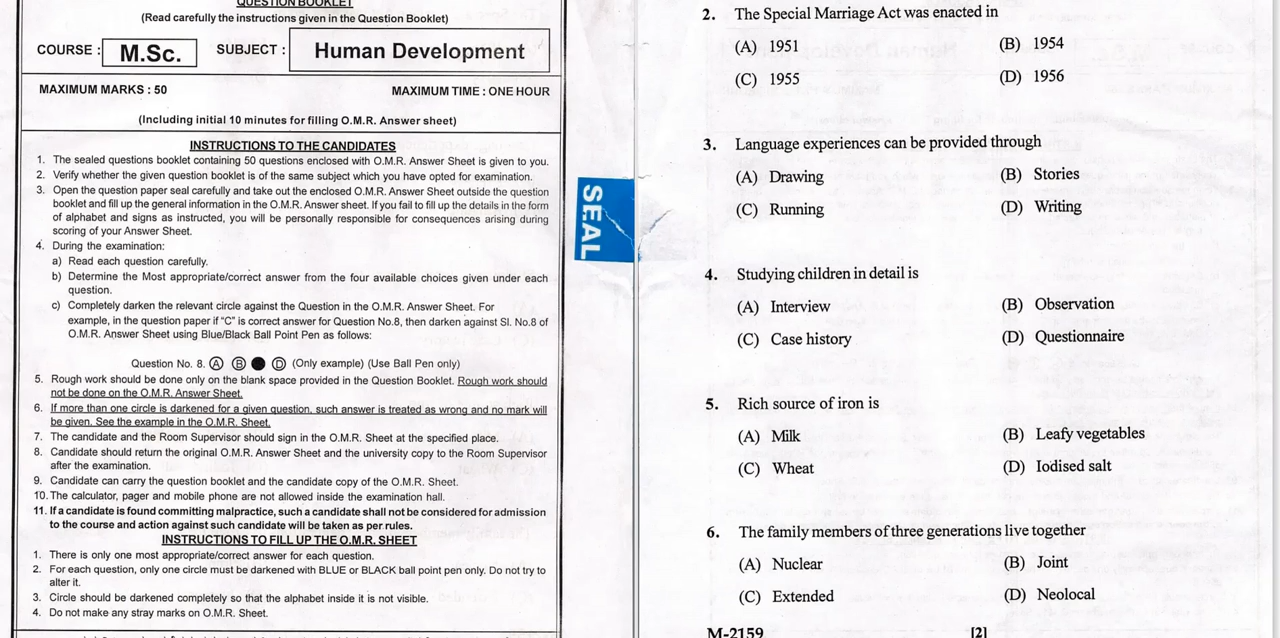 QUESTION BOOKLET
(Read carefully the instructions given in the Question Booklet)
COURSE : M.Sc. SUBJECT : Human Development
MAXIMUM MARKS : 50 MAXIMUM TIME : ONE HOUR
(Including initial 10 minutes for filling O.M.R. Answer sheet)
INSTRUCTIONS TO THE CANDIDATES
1. The sealed questions booklet containing 50 questions enclosed with O.M.R. Answer Sheet is given to you.
2. Verify whether the given question booklet is of the same subject which you have opted for examination.
3. Open the question paper seal carefully and take out the enclosed O.M.R. Answer Sheet outside the question
booklet and fill up the general information in the O.M.R. Answer sheet. If you fail to fill up the details in the form
of alphabet and signs as instructed, you will be personally responsible for consequences arising during
scoring of your Answer Sheet.
4. During the examination:
a) Read each question carefully.
b) Determine the Most appropriate/correct answer from the four available choices given under each
question.
c) Completely darken the relevant circle against the Question in the O.M.R. Answer Sheet. For
example, in the question paper if "C" is correct answer for Question No.8, then darken against Sl. No.8 of
O.M.R. Answer Sheet using Blue/Black Ball Point Pen as follows:
Question No. 8. A B D (Only example) (Use Ball Pen only)
5. Rough work should be done only on the blank space provided in the Question Booklet. Rough work should
not be done on the O.M.R. Answer Sheet.
6. If more than one circle is darkened for a given question, such answer is treated as wrong and no mark will
be given. See the example in the O.M.R. Sheet.
7. The candidate and the Room Supervisor should sign in the O.M.R. Sheet at the specified place.
8. Candidate should return the original O.M.R. Answer Sheet and the university copy to the Room Supervisor
after the examination.
9. Candidate can carry the question booklet and the candidate copy of the O.M.R. Sheet.
10. The calculator, pager and mobile phone are not allowed inside the examination hall.
11. If a candidate is found committing malpractice, such a candidate shall not be considered for admission
to the course and action against such candidate will be taken as per rules.
INSTRUCTIONS TO FILL UP THE O.M.R. SHEET
1. There is only one most appropriate/correct answer for each question.
2. For each question, only one circle must be darkened with BLUE or BLACK ball point pen only. Do not try to
alter it.
3. Circle should be darkened completely so that the alphabet inside it is not visible.
4. Do not make any stray marks on O.M.R. Sheet.
SEAL
2. The Special Marriage Act was enacted in
(A) 1951 (B) 1954
(C) 1955 (D) 1956
3. Language experiences can be provided through
(A) Drawing (B) Stories
(C) Running (D) Writing
4. Studying children in detail is
(A) Interview (B) Observation
(C) Case history (D) Questionnaire
5. Rich source of iron is
(A) Milk (B) Leafy vegetables
(C) Wheat (D) Iodised salt
6. The family members of three generations live together
(A) Nuclear (B) Joint
(C) Extended (D) Neolocal
M-2159 [2]